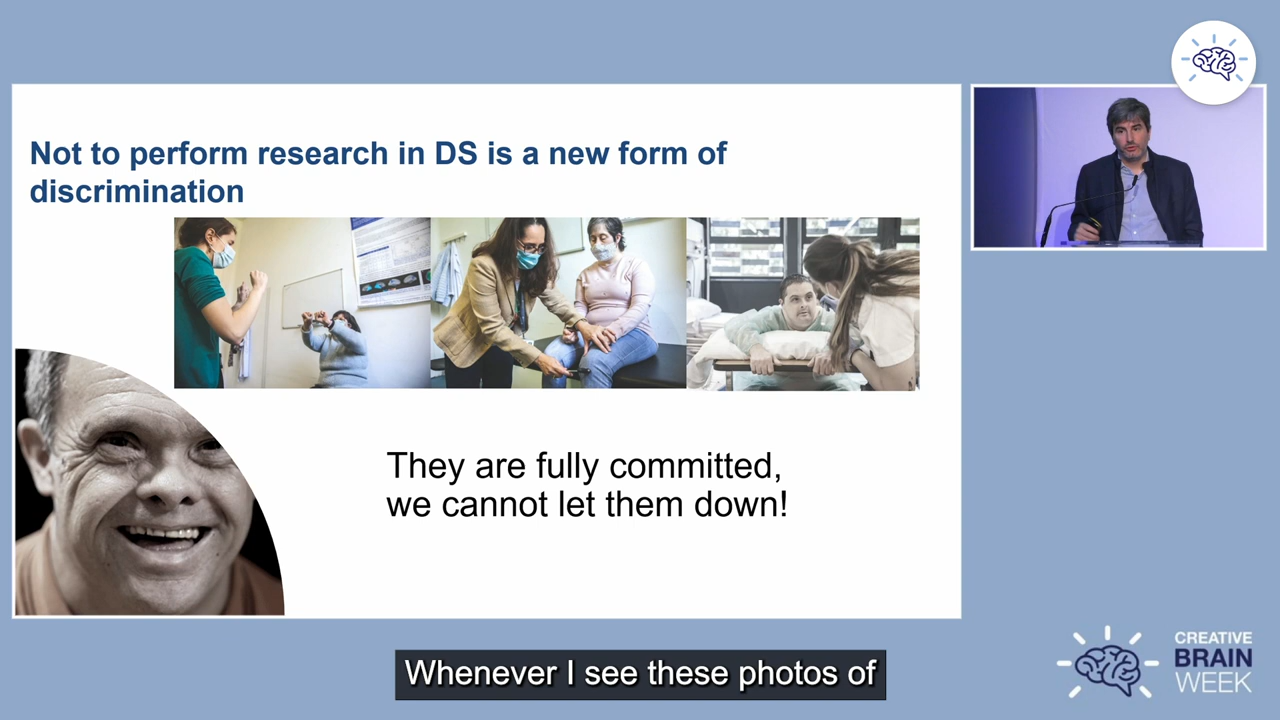 Not to perform research in DS is a new form of
discrimination
They are fully committed,
we cannot let them down!
CREATIVE
BRAIN
WEEK
Whenever I see these photos of